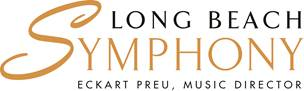 LONG BEACH
SYMPHONY
ECKART PREU, MUSIC DIRECTOR